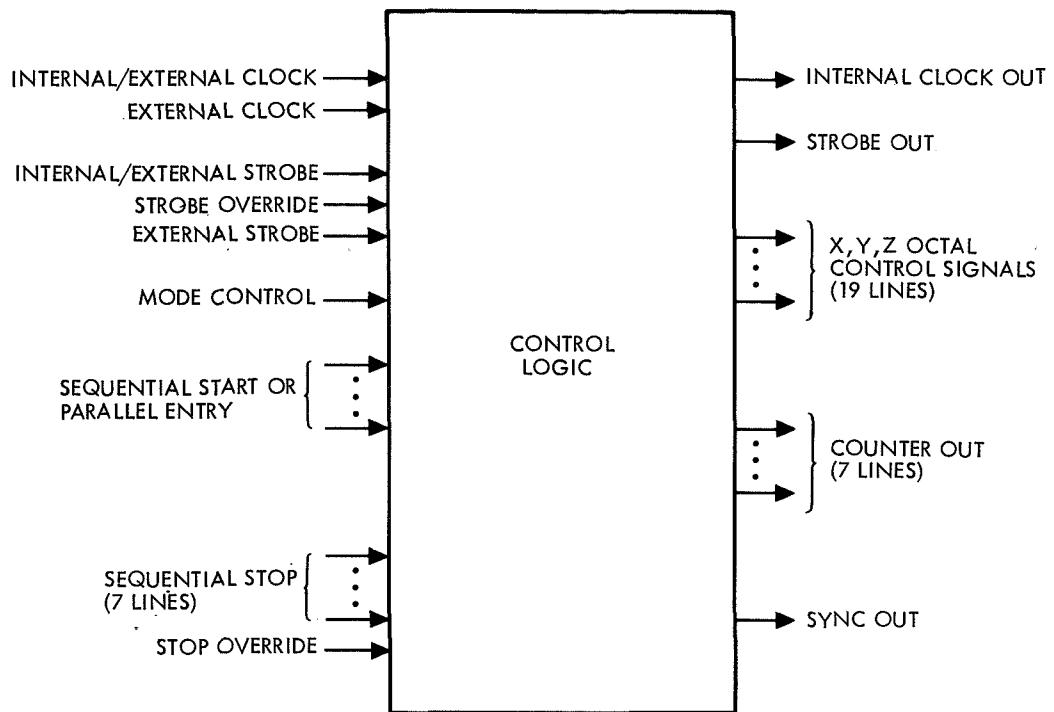 INTERNAL/EXTERNAL CLOCK
EXTERNAL CLOCK
INTERNAL/EXTERNAL STROBE
STROBE OVERRIDE
EXTERNAL STROBE
MODE CONTROL
SEQUENTIAL START OR
PARALLEL ENTRY
SEQUENTIAL STOP
(7 LINES)
STOP OVERRIDE
CONTROL
LOGIC
INTERNAL CLOCK OUT
STROBE OUT
X,Y,Z OCTAL
CONTROL SIGNALS
(19 LINES)
COUNTER OUT
(7 LINES)
SYNC OUT